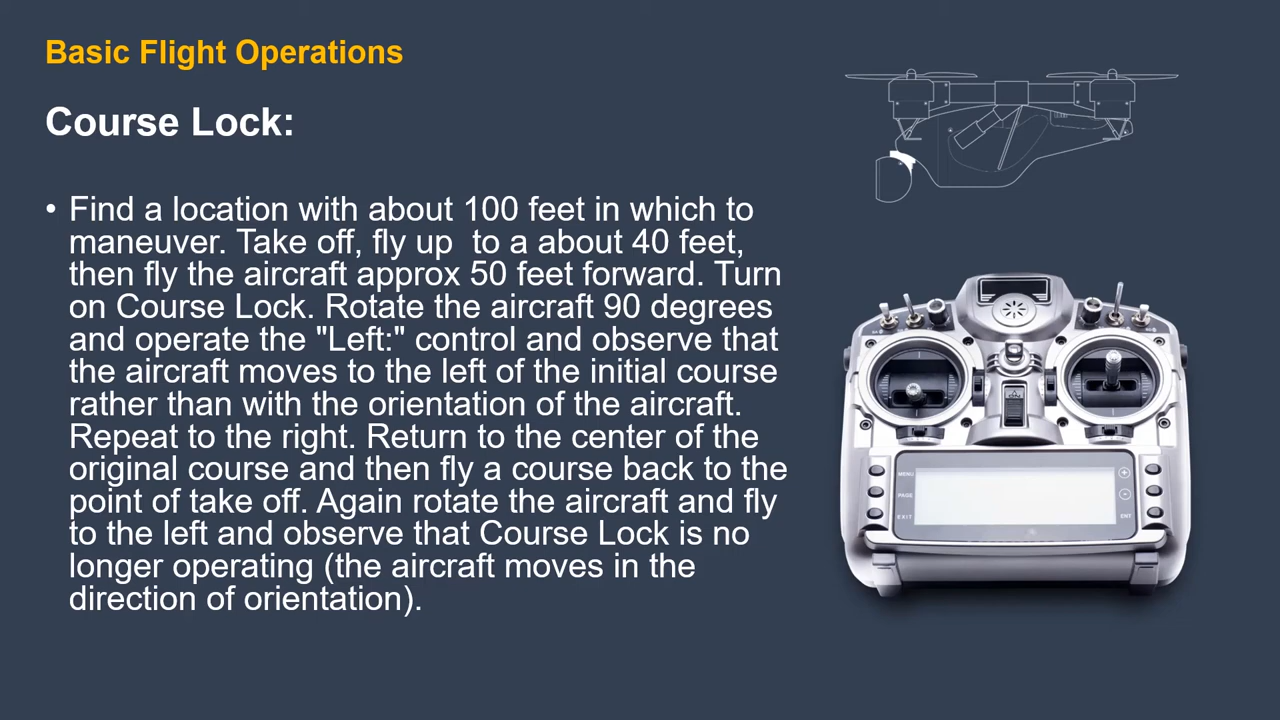 Basic Flight Operations
Course Lock:
• Find a location with about 100 feet in which to
maneuver. Take off, fly up  to a about 40 feet,
then fly the aircraft approx 50 feet forward. Turn
on Course Lock. Rotate the aircraft 90 degrees
and operate the "Left:" control and observe that
the aircraft moves to the left of the initial course
rather than with the orientation of the aircraft.
Repeat to the right. Return to the center of the
original course and then fly a course back to the
point of take off. Again rotate the aircraft and fly
to the left and observe that Course Lock is no
longer operating (the aircraft moves in the
direction of orientation).
MENU
PAGE
EXIT
ENT